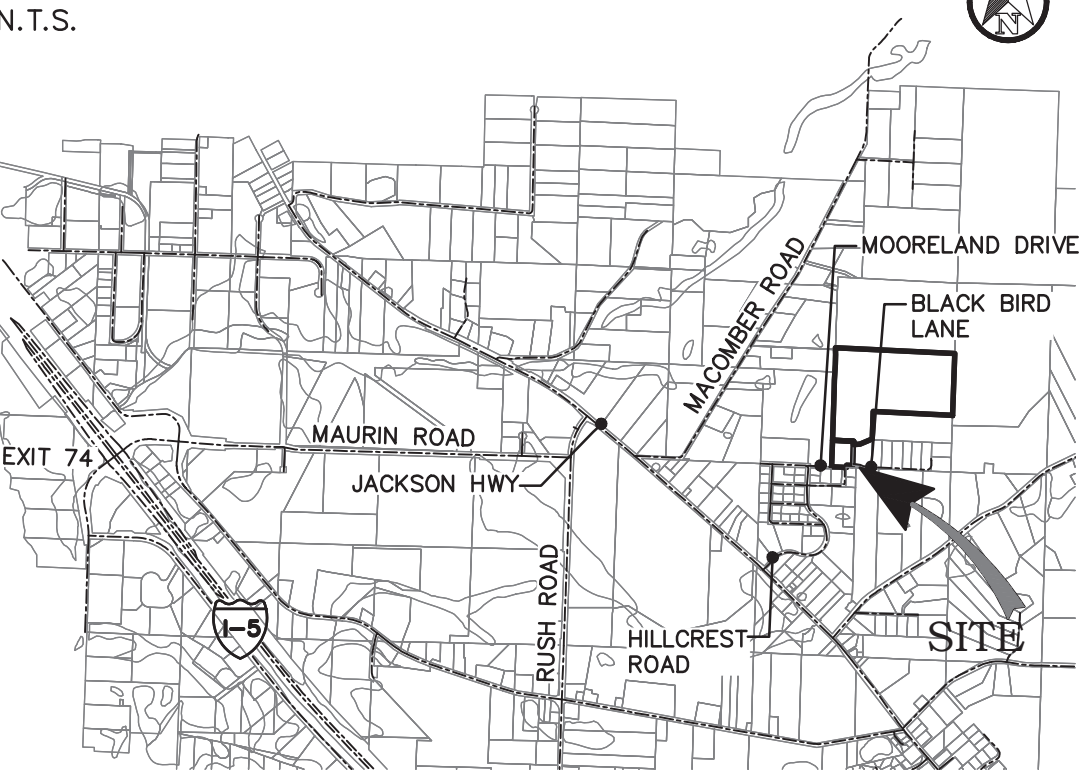 N.T.S.
N
MOORELAND DRIVE
BLACK BIRD
LANE
MACOMBER ROAD
MAURIN ROAD
EXIT 74
JACKSON HWY
RUSH ROAD
I-5
HILLCREST
ROAD
SITE